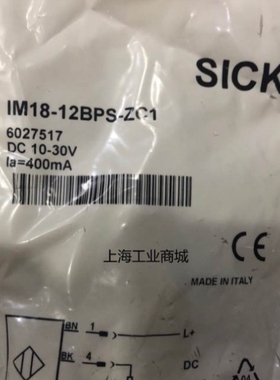 SICK
IM18-12BPS-ZC1
6027517
DC 10-30V
Ia=400mA
上海工业商城
CE
MADE IN ITALY
BN 1 L+
BK 4 DC
04